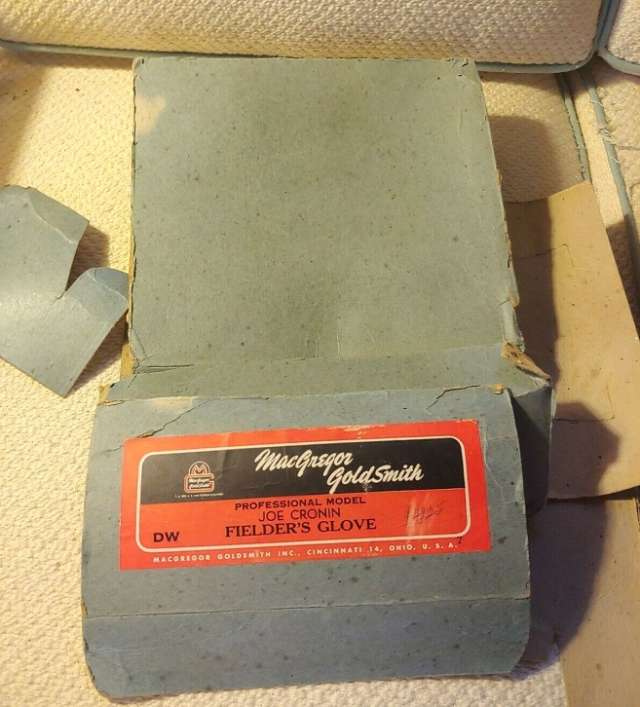 MacGregor
GoldSmith
PROFESSIONAL MODEL
JOE CRONIN
DW FIELDER'S GLOVE
MACGREGOR GOLDSMITH INC., CINCINNATI 14, OHIO, U. S. A.